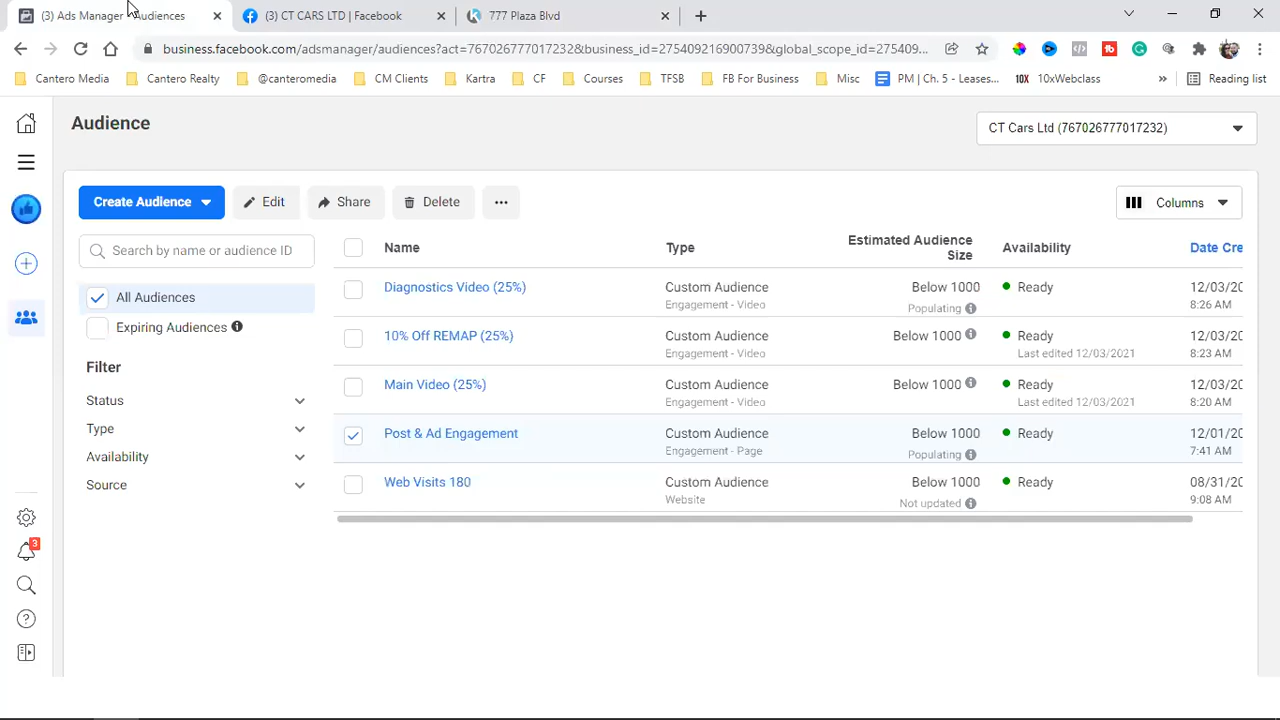 (3) Ads Manager - Audiences
(3) CT CARS LTD | Facebook
777 Plaza Blvd
business.facebook.com/adsmanager/audiences?act=767026777017232&business_id=275409216900739&global_scope_id=275409...
Cantero Media
Cantero Realty
@canteromedia
CM Clients
Kartra
CF
Courses
TFSB
FB For Business
Misc
PM | Ch. 5 - Leases...
10X 10xWebclass
»
Reading list
Audience
CT Cars Ltd (767026777017232)
Create Audience
Edit
Share
Delete
...
Columns
Search by name or audience ID
Name
Type
Estimated Audience
Size
Availability
Date Cre
All Audiences
Expiring Audiences
Filter
Status
Type
Availability
Source
Diagnostics Video (25%)
Custom Audience
Engagement - Video
Below 1000
Populating
Ready
12/03/20
8:26 AM
10% Off REMAP (25%)
Custom Audience
Engagement - Video
Below 1000
Ready
Last edited 12/03/2021
12/03/20
8:23 AM
Main Video (25%)
Custom Audience
Engagement - Video
Below 1000
Ready
Last edited 12/03/2021
12/03/20
8:20 AM
Post & Ad Engagement
Custom Audience
Engagement - Page
Below 1000
Populating
Ready
12/01/20
7:41 AM
Web Visits 180
Custom Audience
Website
Below 1000
Not updated
Ready
08/31/20
9:08 AM
3